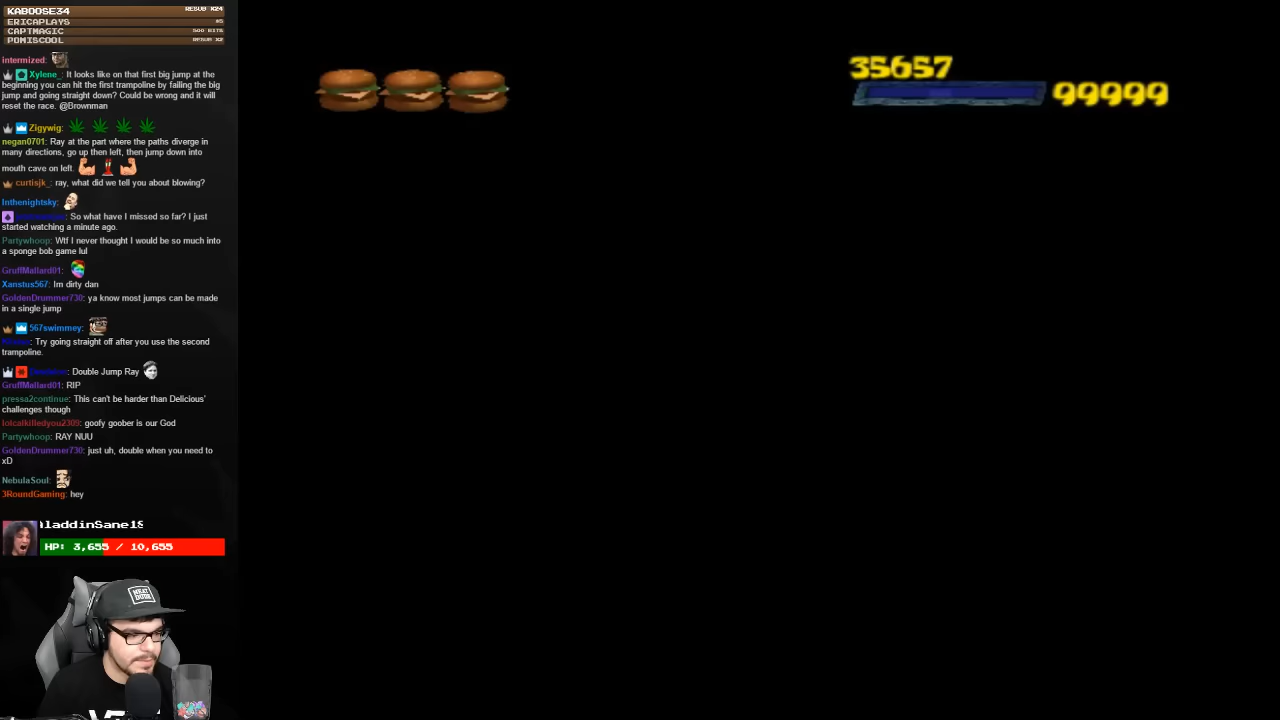 KABOOSE34 RESUB X24
ERICAPLAYS $5
CAPTMAGIC 500 BITS
POMISCOOL
35657
99999
intermized:
Xylene_: It looks like on that first big jump at the
beginning you can hit the first trampoline by failing the big
jump and going straight down? Could be wrong and it will
reset the race. @Brownman
Zigywig:
negan0701: Ray at the part where the paths diverge in
many directions, go up then left, then jump down into
mouth cave on left.
curtisjk_: ray, what did we tell you about blowing?
Inthenightsky:
: So what have I missed so far? I just
started watching a minute ago.
Partywhoop: Wtf I never thought I would be so much into
a sponge bob game lul
GruffMallard01:
Xanstus567: Im dirty dan
GoldenDrummer730: ya know most jumps can be made
in a single jump
567swimmey:
: Try going straight off after you use the second
trampoline.
: Double Jump Ray
GruffMallard01: RIP
pressa2continue: This can't be harder than Delicious'
challenges though
lolcalkilledyou2309: goofy goober is our God
Partywhoop: RAY NUU
GoldenDrummer730: just uh, double when you need to
xD
NebulaSoul:
3RoundGaming: hey
HP: 3,655 / 10,655